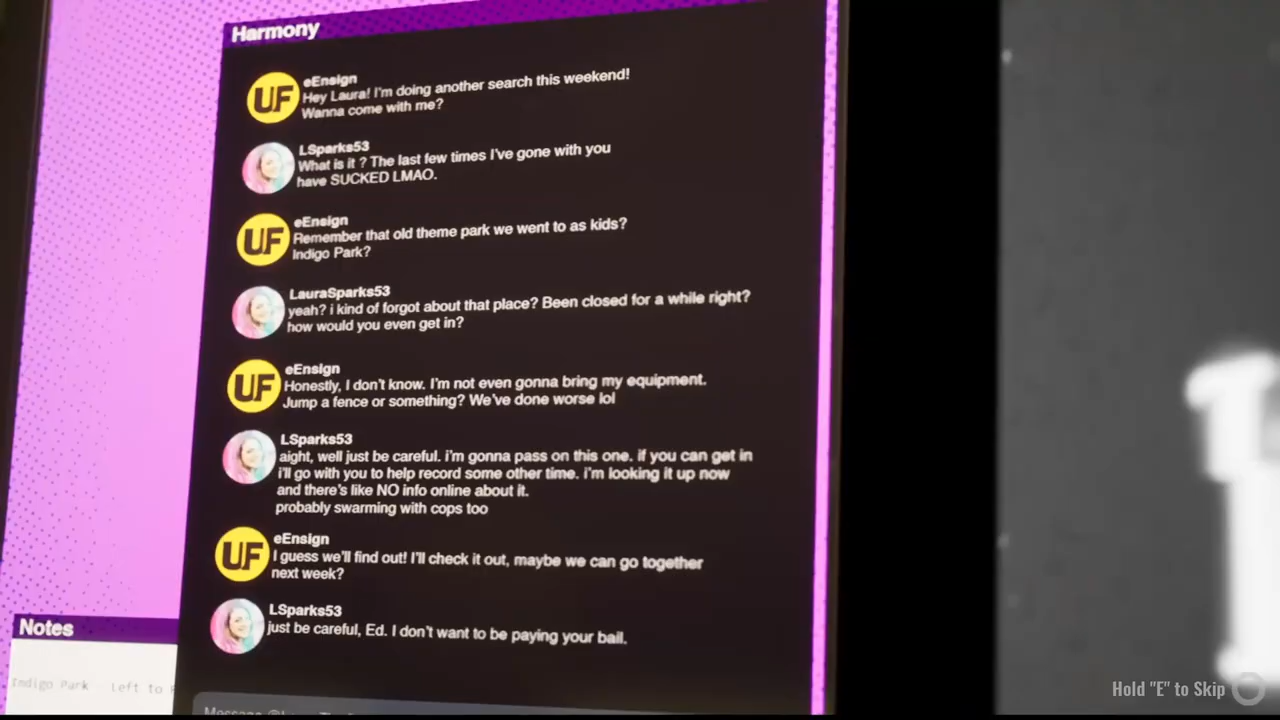 Harmony
UF
eEnsign
Hey Laura! I'm doing another search this weekend!
Wanna come with me?
LSparks53
What is it ? The last few times I've gone with you
have SUCKED LMAO.
UF
eEnsign
Remember that old theme park we went to as kids?
Indigo Park?
LauraSparks53
yeah? i kind of forgot about that place? Been closed for a while right?
how would you even get in?
UF
eEnsign
Honestly, I don't know. I'm not even gonna bring my equipment.
Jump a fence or something? We've done worse lol
LSparks53
aight, well just be careful. i'm gonna pass on this one. if you can get in
i'll go with you to help record some other time. i'm looking it up now
and there's like NO info online about it.
probably swarming with cops too
UF
eEnsign
I guess we'll find out! I'll check it out, maybe we can go together
next week?
LSparks53
just be careful, Ed. I don't want to be paying your bail.
Notes
Indigo Park - Left to
Message
Hold "E" to Skip